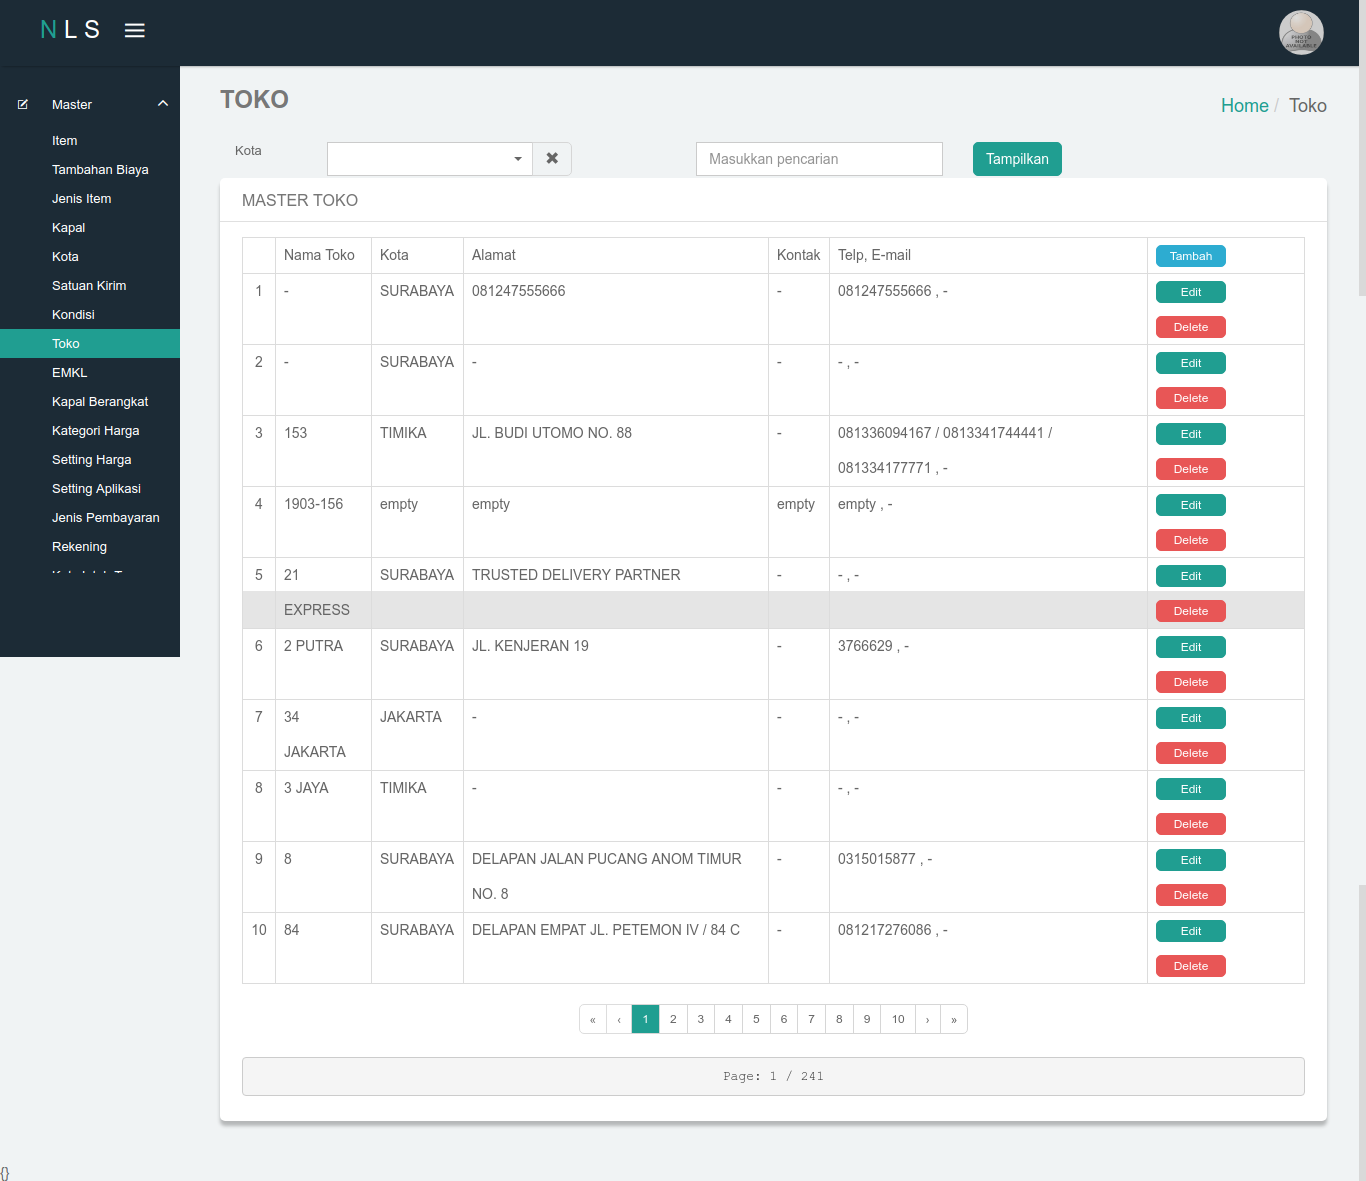 NLS
PHOTO
NOT
AVAILABLE
Master
Item
Tambahan Biaya
Jenis Item
Kapal
Kota
Satuan Kirim
Kondisi
Toko
EMKL
Kapal Berangkat
Kategori Harga
Setting Harga
Setting Aplikasi
Jenis Pembayaran
Rekening
TOKO
Home / Toko
Kota
Masukkan pencarian
Tampilkan
MASTER TOKO
Nama Toko Kota Alamat Kontak Telp, E-mail Tambah
1 - SURABAYA 081247555666 - 081247555666 , - Edit
Delete
2 - SURABAYA - - - , - Edit
Delete
3 153 TIMIKA JL. BUDI UTOMO NO. 88 - 081336094167 / 0813341744441 / Edit
081334177771 , - Delete
4 1903-156 empty empty empty empty , - Edit
Delete
5 21 SURABAYA TRUSTED DELIVERY PARTNER - - , - Edit
EXPRESS Delete
6 2 PUTRA SURABAYA JL. KENJERAN 19 - 3766629 , - Edit
Delete
7 34 JAKARTA - - - , - Edit
JAKARTA Delete
8 3 JAYA TIMIKA - - - , - Edit
Delete
9 8 SURABAYA DELAPAN JALAN PUCANG ANOM TIMUR - 0315015877 , - Edit
NO. 8 Delete
10 84 SURABAYA DELAPAN EMPAT JL. PETEMON IV / 84 C - 081217276086 , - Edit
Delete
« ‹ 1 2 3 4 5 6 7 8 9 10 › »
Page: 1 / 241
{}